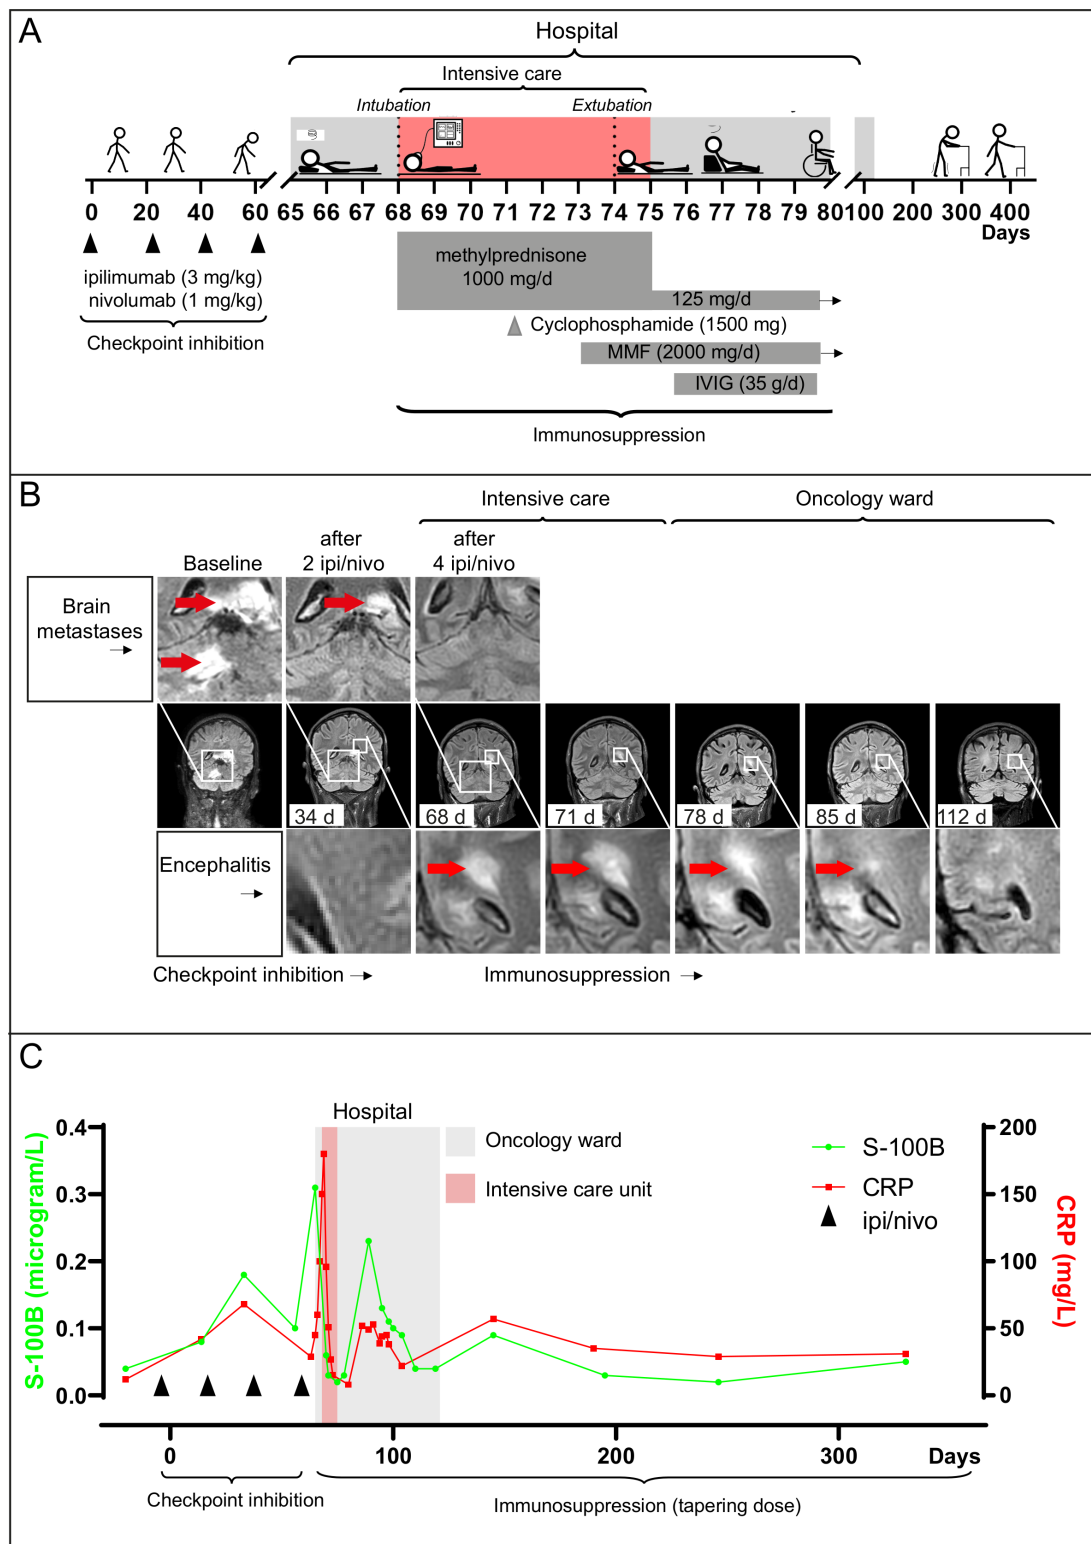 A
Hospital
Intensive care
Intubation
Extubation
0 20 40 60 65 66 67 68 69 70 71 72 73 74 75 76 77 78 79 80 100 200 300 400
Days
methylprednisone
1000 mg/d
ipilimumab (3 mg/kg)
nivolumab (1 mg/kg)
125 mg/d
Cyclophosphamide (1500 mg)
Checkpoint inhibition
MMF (2000 mg/d)
IVIG (35 g/d)
Immunosuppression
B
Intensive care
Oncology ward
Baseline
after
2 ipi/nivo
after
4 ipi/nivo
Brain
metastases
34 d
68 d
71 d
78 d
85 d
112 d
Encephalitis
Checkpoint inhibition
Immunosuppression
C
Hospital
0.4
0.3
0.2
0.1
0.0
S-100B (microgram/L)
Oncology ward
Intensive care unit
S-100B
CRP
ipi/nivo
200
150
100
50
0
CRP (mg/L)
0 100 200 300 Days
Checkpoint inhibition
Immunosuppression (tapering dose)